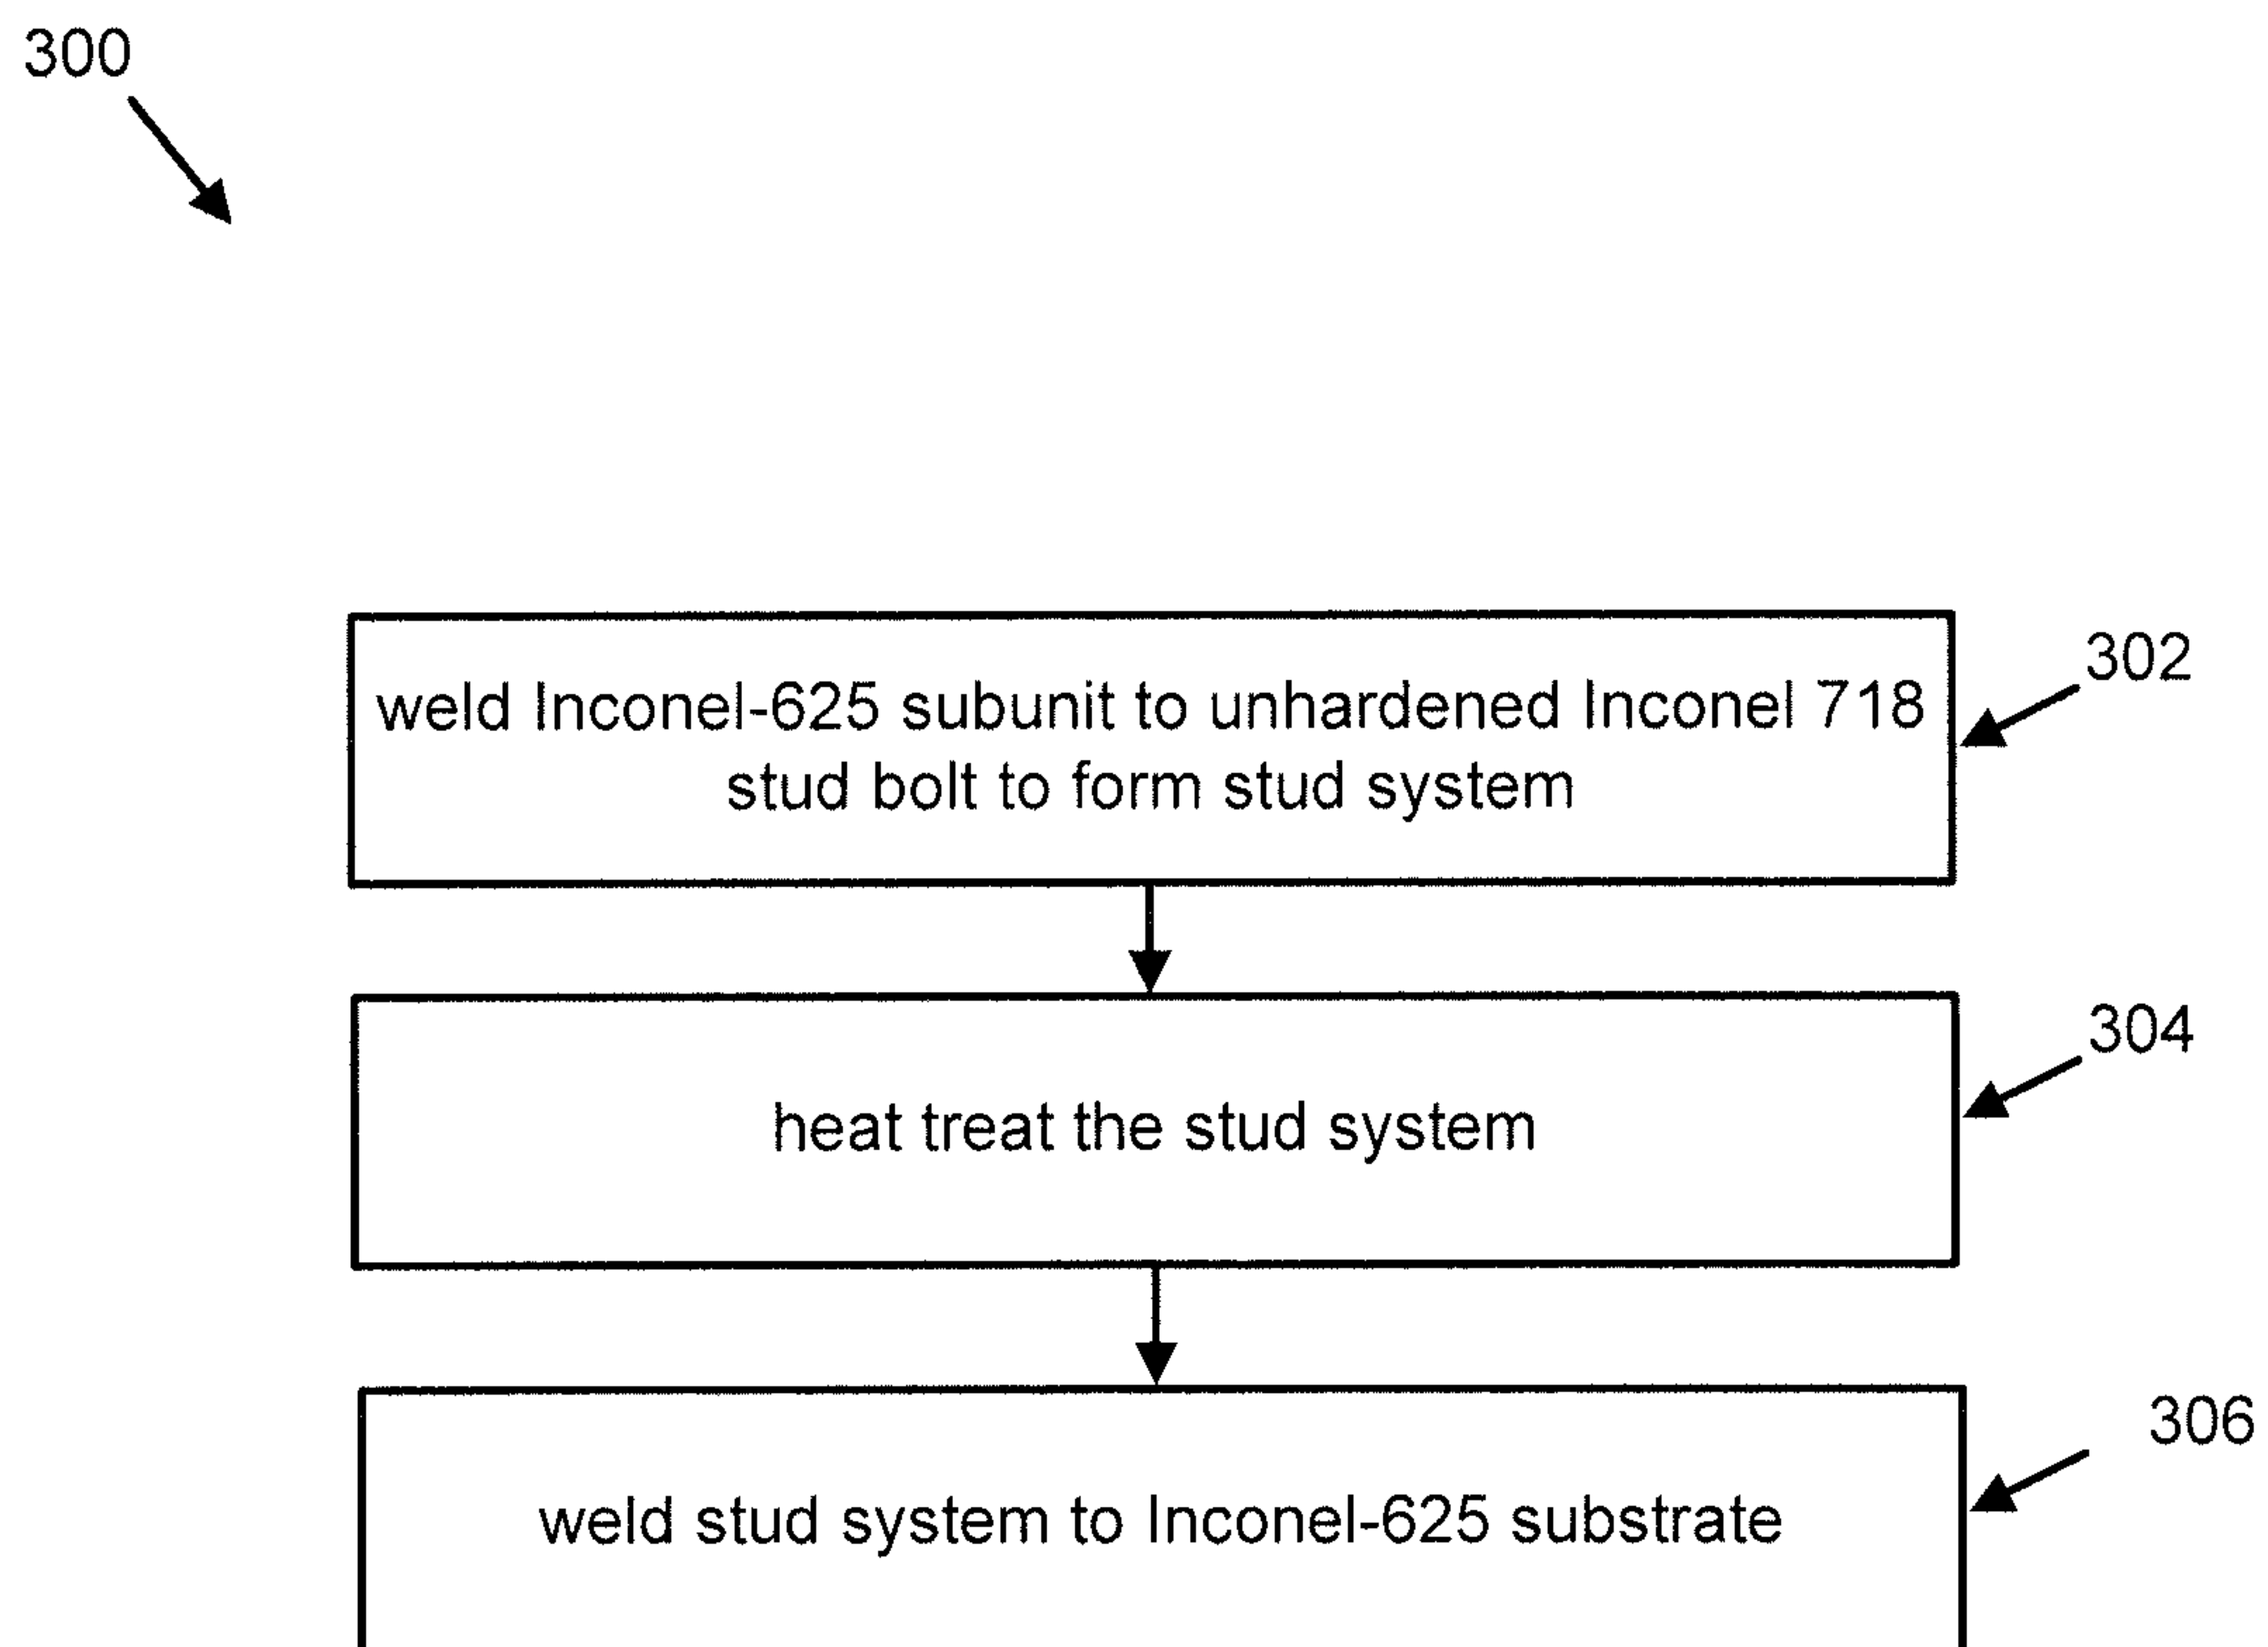 300
weld Inconel-625 subunit to unhardened Inconel 718
stud bolt to form stud system
302
heat treat the stud system
304
weld stud system to Inconel-625 substrate
306